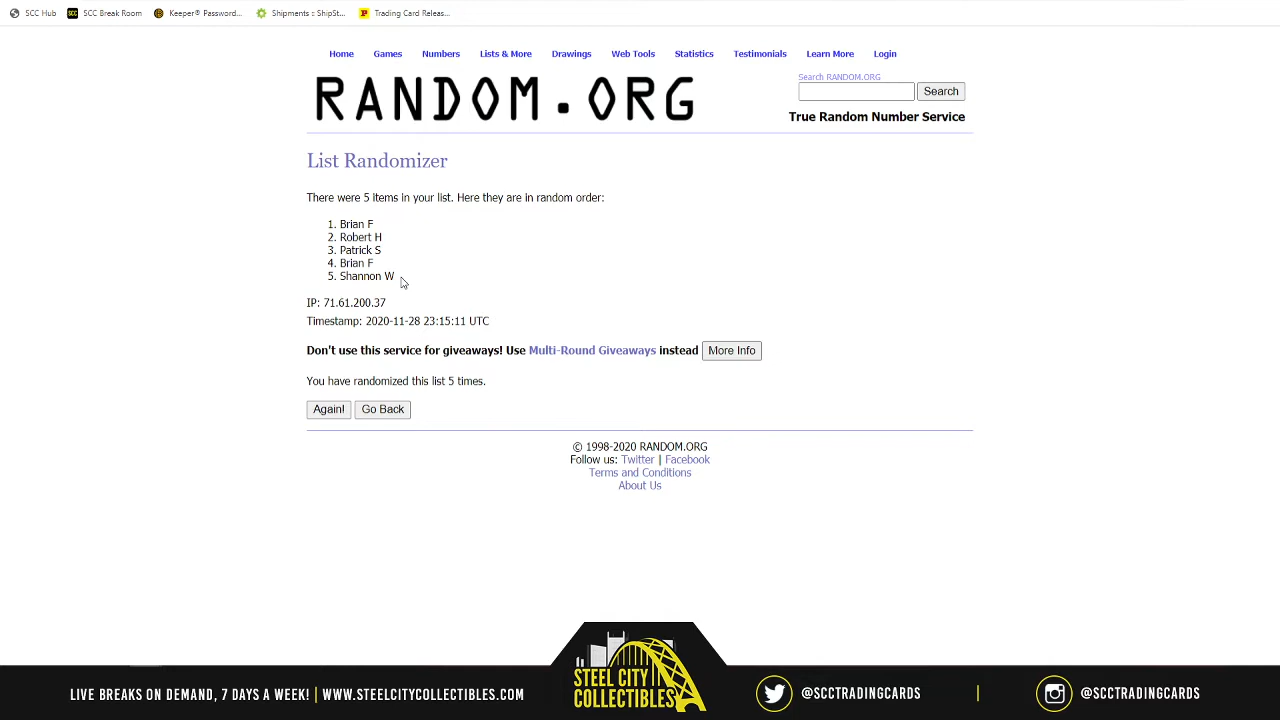 SCC Hub SCC Break Room Keeper® Password... Shipments :: ShipSt... Trading Card Releas...
Home Games Numbers Lists & More Drawings Web Tools Statistics Testimonials Learn More Login
RANDOM.ORG
Search RANDOM.ORG
Search
True Random Number Service
List Randomizer
There were 5 items in your list. Here they are in random order:
1. Brian F
2. Robert H
3. Patrick S
4. Brian F
5. Shannon W
IP: 71.61.200.37
Timestamp: 2020-11-28 23:15:11 UTC
Don't use this service for giveaways! Use Multi-Round Giveaways instead More Info
You have randomized this list 5 times.
Again! Go Back
© 1998-2020 RANDOM.ORG
Follow us: Twitter | Facebook
Terms and Conditions
About Us
LIVE BREAKS ON DEMAND, 7 DAYS A WEEK! | WWW.STEELCITYCOLLECTIBLES.COM
STEEL CITY
COLLECTIBLES
@SCCTRADINGCARDS | @SCCTRADINGCARDS